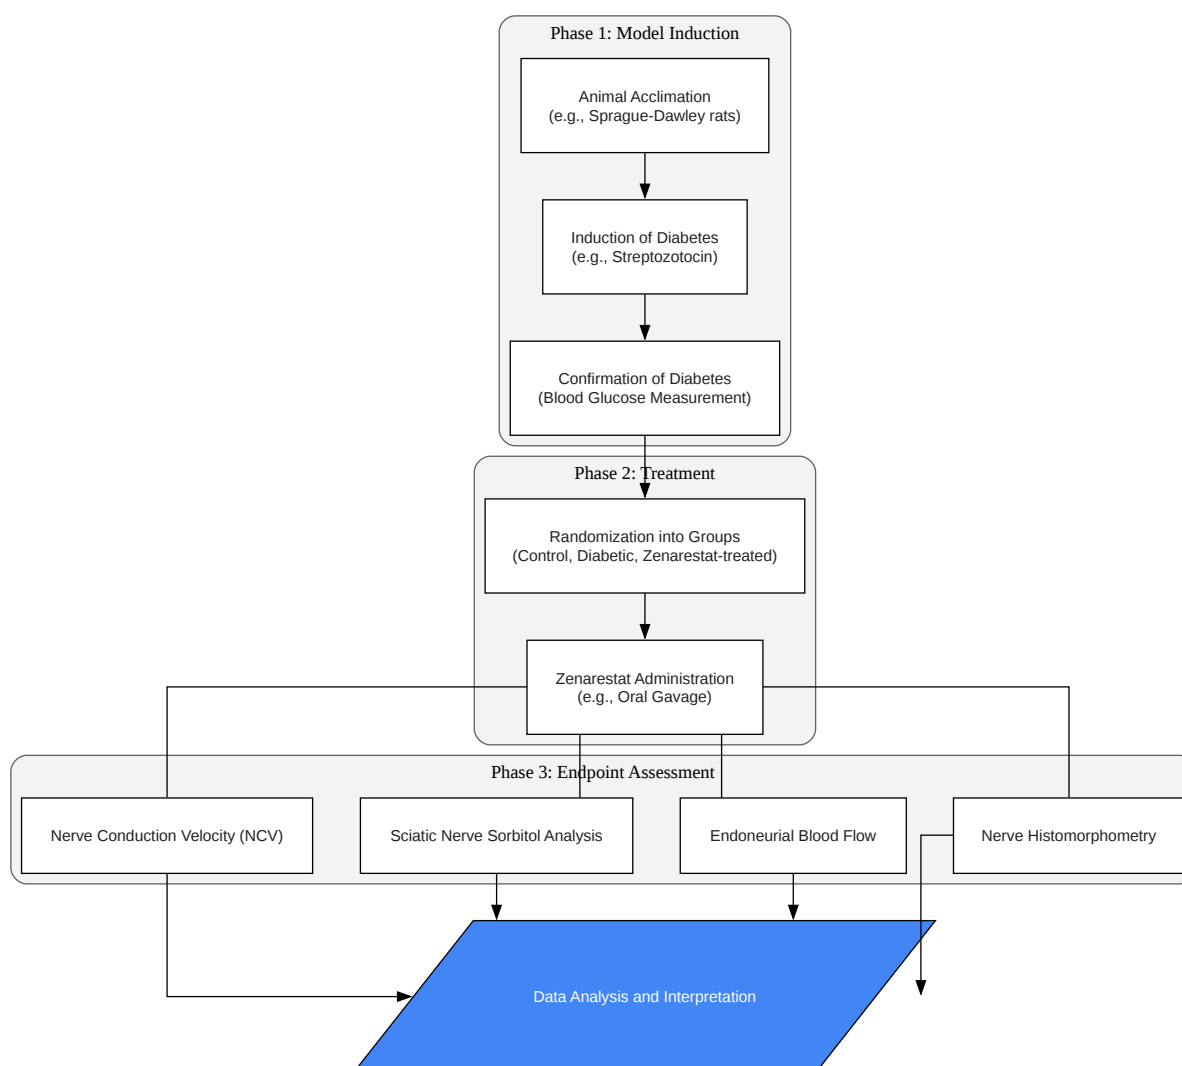 Phase 1: Model Induction
Animal Acclimation
(e.g., Sprague-Dawley rats)
Induction of Diabetes
(e.g., Streptozotocin)
Confirmation of Diabetes
(Blood Glucose Measurement)
Phase 2: Treatment
Randomization into Groups
(Control, Diabetic, Zenarestat-treated)
Zenarestat Administration
(e.g., Oral Gavage)
Phase 3: Endpoint Assessment
Nerve Conduction Velocity (NCV)
Sciatic Nerve Sorbitol Analysis
Endoneurial Blood Flow
Nerve Histomorphometry
Data Analysis and Interpretation